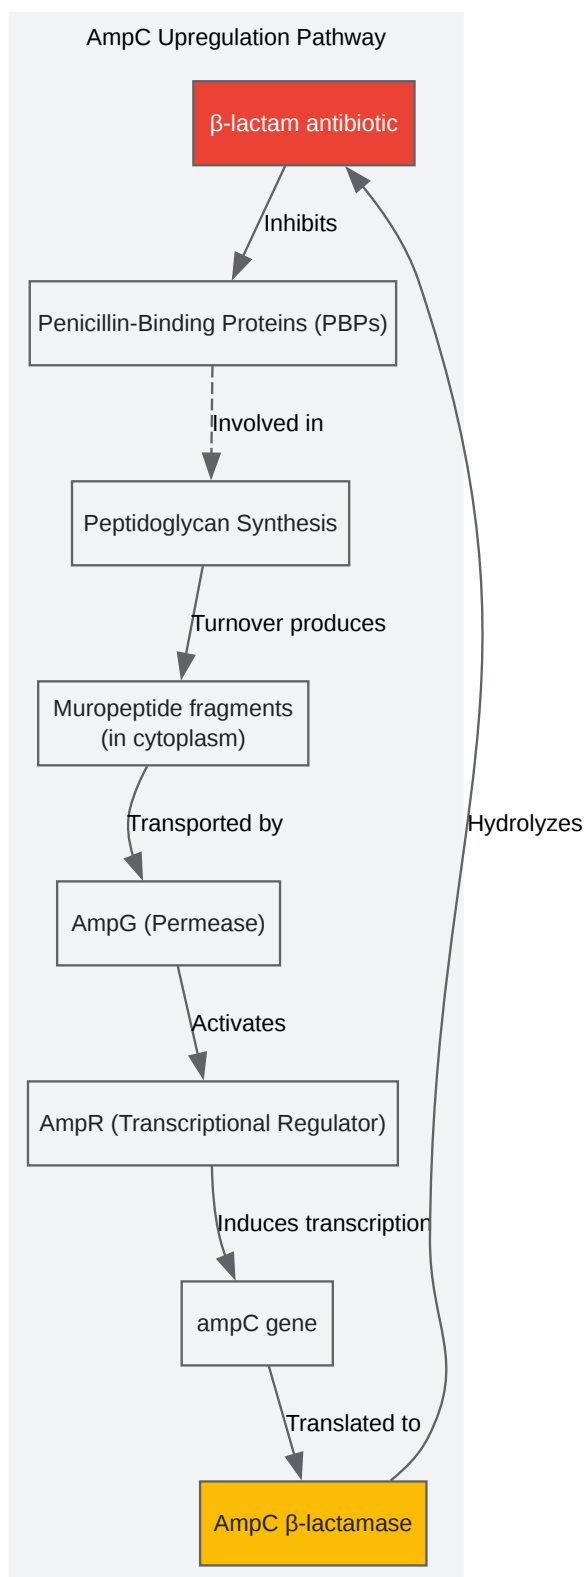 AmpC Upregulation Pathway
β-lactam antibiotic
Inhibits
Penicillin-Binding Proteins (PBPs)
Involved in
Peptidoglycan Synthesis
Turnover produces
Muropeptide fragments
(in cytoplasm)
Transported by
Hydrolyzes
AmpG (Permease)
Activates
AmpR (Transcriptional Regulator)
Induces transcription
ampC gene
Translated to
AmpC β-lactamase